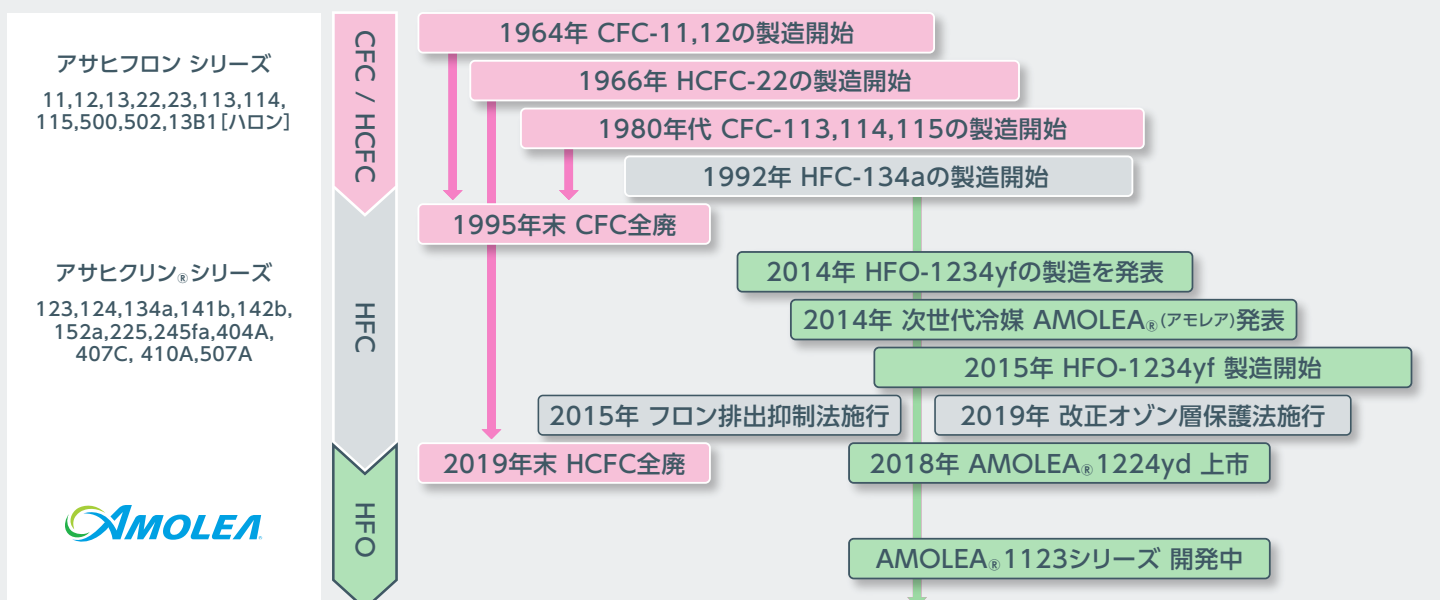 アサヒフロン シリーズ
11,12,13,22,23,113,114,
115,500,502,13B1[ハロン]
アサヒクリン®シリーズ
123,124,134a,141b,142b,
152a,225,245fa,404A,
407C, 410A,507A
AMOLEA
CFC / HCFC
HFC
HFO
1964年 CFC-11,12の製造開始
1966年 HCFC-22の製造開始
1980年代 CFC-113,114,115の製造開始
1992年 HFC-134aの製造開始
1995年末 CFC全廃
2014年 HFO-1234yfの製造を発表
2014年 次世代冷媒 AMOLEA®(アモレア)発表
2015年 HFO-1234yf 製造開始
2015年 フロン排出抑制法施行
2019年 改正オゾン層保護法施行
2019年末 HCFC全廃
2018年 AMOLEA®1224yd 上市
AMOLEA®1123シリーズ 開発中